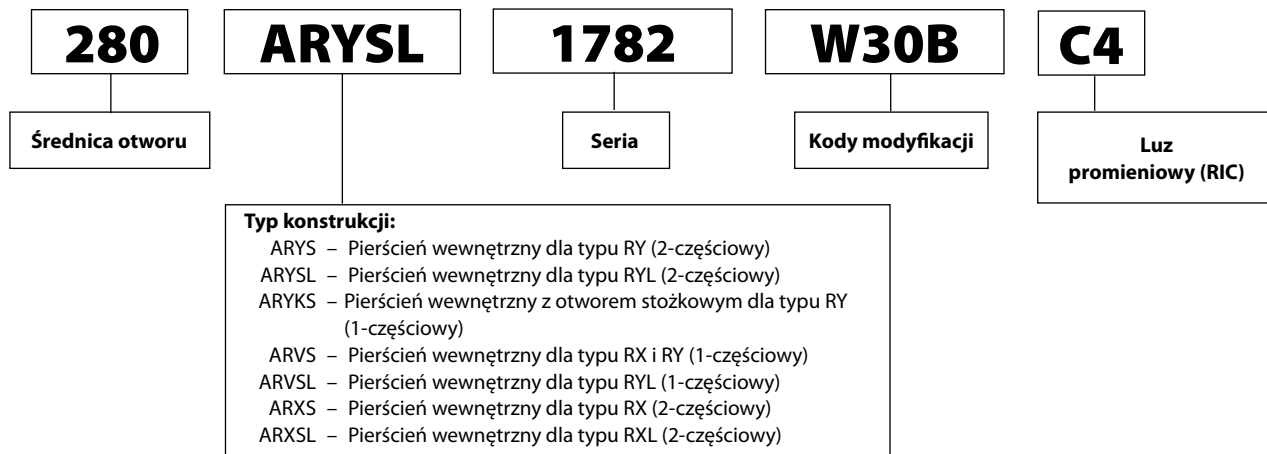 280 ARYSL 1782 W30B C4
Średnica otworu
Seria
Kody modyfikacji
Luz
promieniowy (RIC)
Typ konstrukcji:
ARYS – Pierścień wewnętrzny dla typu RY (2-częściowy)
ARYSL – Pierścień wewnętrzny dla typu RYL (2-częściowy)
ARYKS – Pierścień wewnętrzny z otworem stożkowym dla typu RY
(1-częściowy)
ARVS – Pierścień wewnętrzny dla typu RX i RY (1-częściowy)
ARVSL – Pierścień wewnętrzny dla typu RYL (1-częściowy)
ARXS – Pierścień wewnętrzny dla typu RX (2-częściowy)
ARXSL – Pierścień wewnętrzny dla typu RXL (2-częściowy)